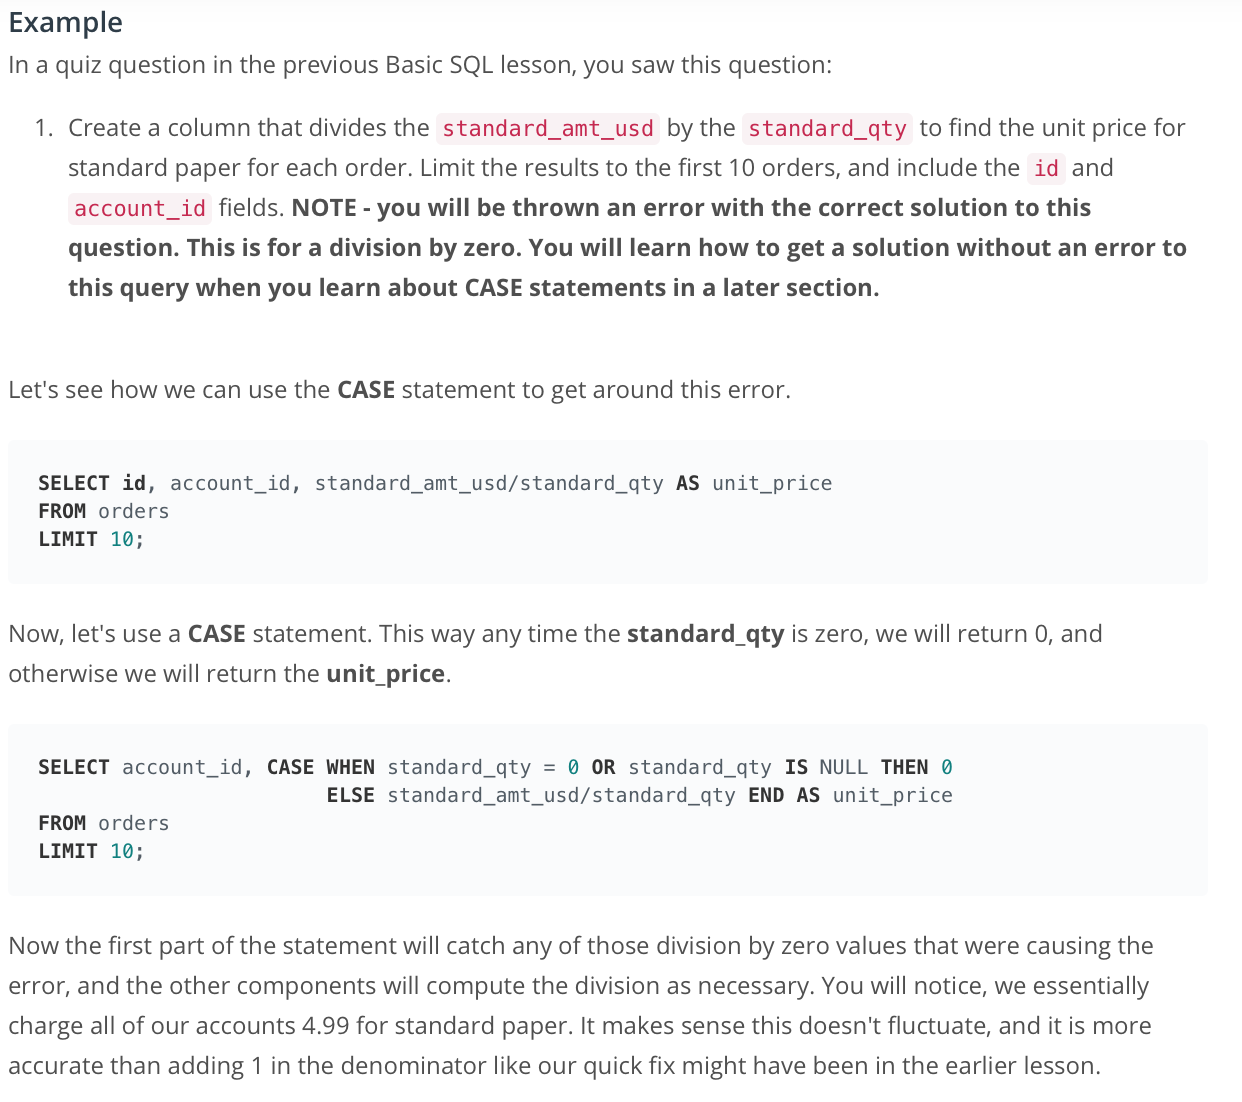 Example
In a quiz question in the previous Basic SQL lesson, you saw this question:
1. Create a column that divides the standard_amt_usd by the standard_qty to find the unit price for
standard paper for each order. Limit the results to the first 10 orders, and include the id and
account_id fields. NOTE - you will be thrown an error with the correct solution to this
question. This is for a division by zero. You will learn how to get a solution without an error to
this query when you learn about CASE statements in a later section.
Let's see how we can use the CASE statement to get around this error.
SELECT id, account_id, standard_amt_usd/standard_qty AS unit_price
FROM orders
LIMIT 10;
Now, let's use a CASE statement. This way any time the standard_qty is zero, we will return 0, and
otherwise we will return the unit_price.
SELECT account_id, CASE WHEN standard_qty = 0 OR standard_qty IS NULL THEN 0
ELSE standard_amt_usd/standard_qty END AS unit_price
FROM orders
LIMIT 10;
Now the first part of the statement will catch any of those division by zero values that were causing the
error, and the other components will compute the division as necessary. You will notice, we essentially
charge all of our accounts 4.99 for standard paper. It makes sense this doesn't fluctuate, and it is more
accurate than adding 1 in the denominator like our quick fix might have been in the earlier lesson.